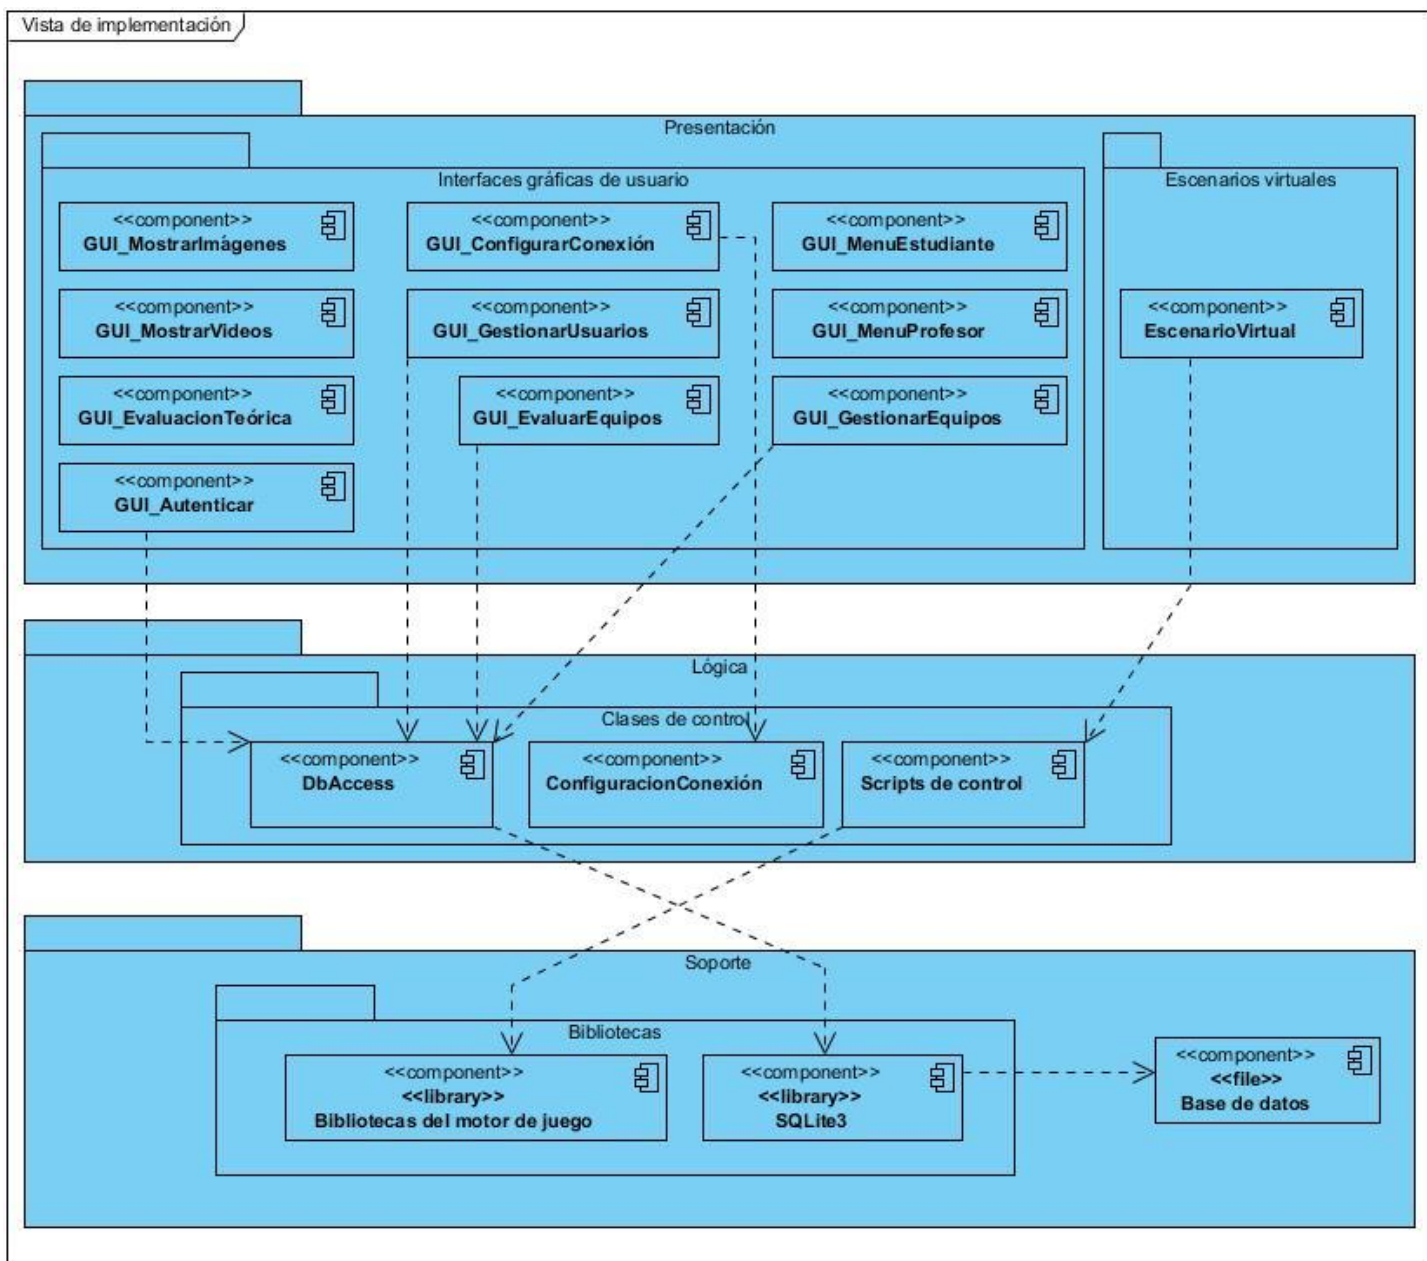 Vista de implementación
Presentación
Interfaces gráficas de usuario
<<component>>
GUI_MostrarImágenes
<<component>>
GUI_ConfigurarConexión
<<component>>
GUI_MenuEstudiante
<<component>>
GUI_MostrarVideos
<<component>>
GUI_GestionarUsuarios
<<component>>
GUI_MenuProfesor
<<component>>
GUI_EvaluacionTeórica
<<component>>
GUI_EvaluarEquipos
<<component>>
GUI_GestionarEquipos
<<component>>
GUI_Autenticar
Escenarios virtuales
<<component>>
EscenarioVirtual
Lógica
Clases de control
<<component>>
DbAccess
<<component>>
ConfiguracionConexión
<<component>>
Scripts de control
Soporte
Bibliotecas
<<component>>
<<library>>
Bibliotecas del motor de juego
<<component>>
<<library>>
SQLite3
<<component>>
<<file>>
Base de datos